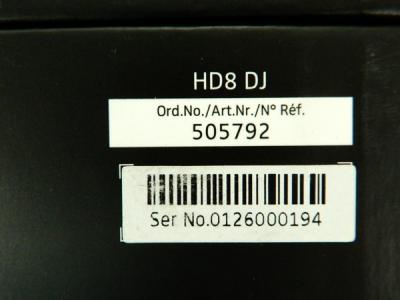 HD8 DJ
Ord.No./Art.Nr./N° Réf.
505792
Ser No.0126000194